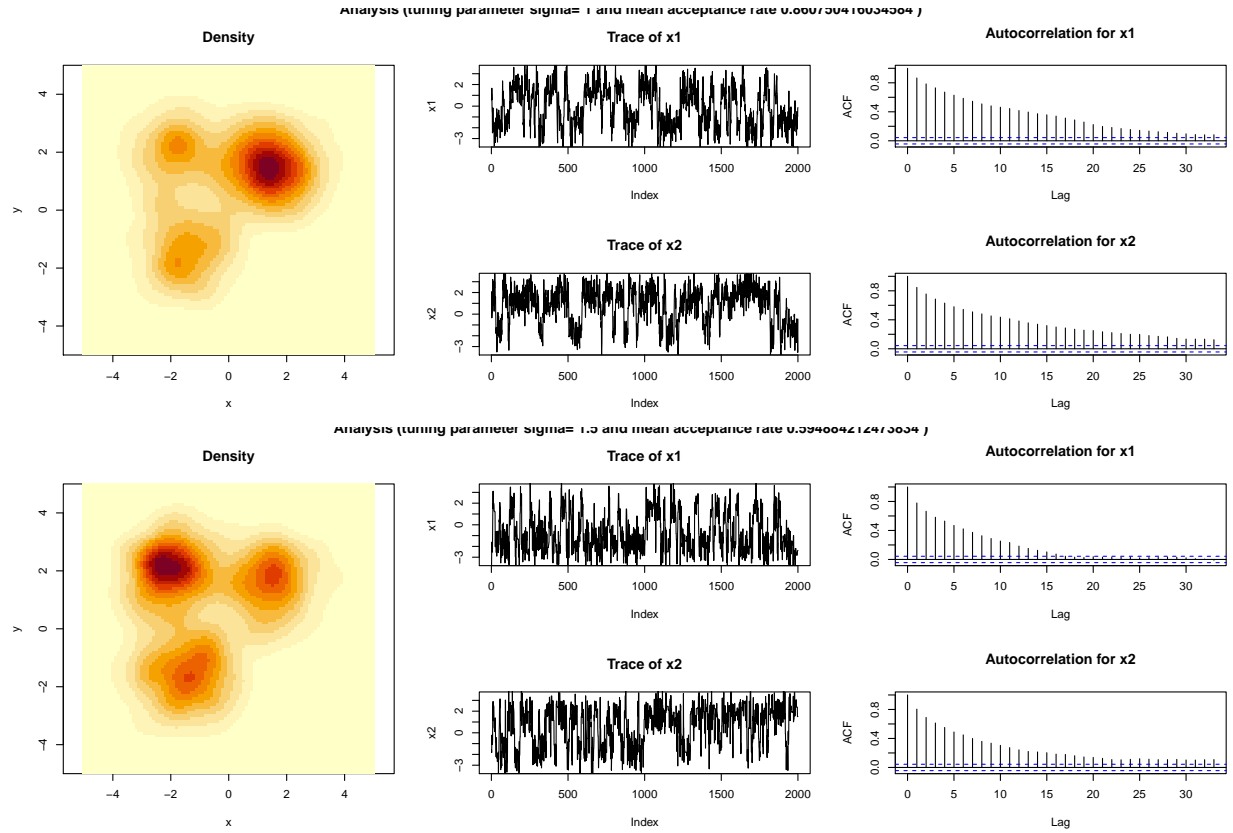 Analysis (tuning parameter sigma= 1 and mean acceptance rate 0.860750416034584 )
Density
4
2
0
−2
−4
y
−4 −2 0 2 4
x
Trace of x1
2
0
−3
x1
0 500 1000 1500 2000
Index
Autocorrelation for x1
0.8
0.4
0.0
ACF
0 5 10 15 20 25 30
Lag
Trace of x2
2
0
−3
x2
0 500 1000 1500 2000
Index
Autocorrelation for x2
0.8
0.4
0.0
ACF
0 5 10 15 20 25 30
Lag
Analysis (tuning parameter sigma= 1.5 and mean acceptance rate 0.594884212473834 )
Density
4
2
0
−2
−4
y
−4 −2 0 2 4
x
Trace of x1
2
0
−3
x1
0 500 1000 1500 2000
Index
Autocorrelation for x1
0.8
0.4
0.0
ACF
0 5 10 15 20 25 30
Lag
Trace of x2
2
0
−3
x2
0 500 1000 1500 2000
Index
Autocorrelation for x2
0.8
0.4
0.0
ACF
0 5 10 15 20 25 30
Lag